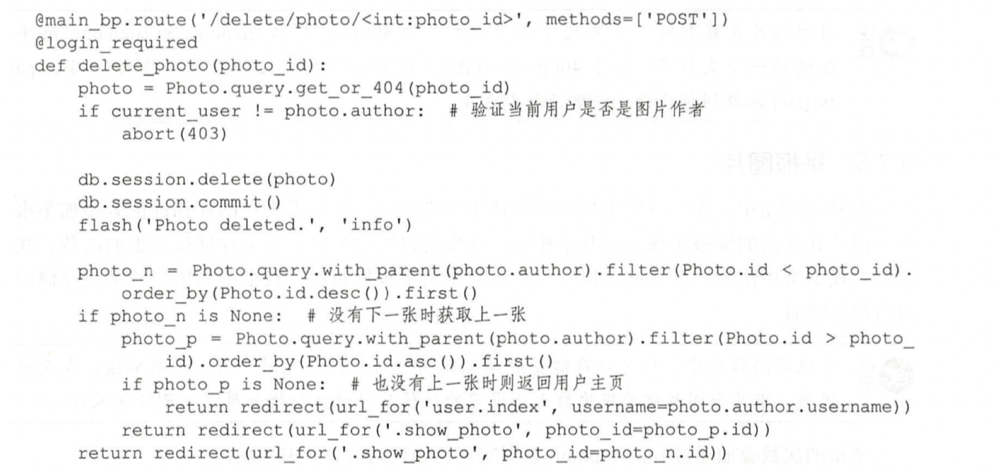 @main_bp.route('/delete/photo/<int:photo_id>', methods=['POST'])
@login_required
def delete_photo(photo_id):
    photo = Photo.query.get_or_404(photo_id)
    if current_user != photo.author:  # 验证当前用户是否是图片作者
        abort(403)

    db.session.delete(photo)
    db.session.commit()
    flash('Photo deleted.', 'info')

    photo_n = Photo.query.with_parent(photo.author).filter(Photo.id < photo_id).
        order_by(Photo.id.desc()).first()
    if photo_n is None:  # 没有下一张时获取上一张
        photo_p = Photo.query.with_parent(photo.author).filter(Photo.id > photo_
            id).order_by(Photo.id.asc()).first()
        if photo_p is None:  # 也没有上一张时则返回用户主页
            return redirect(url_for('user.index', username=photo.author.username))
        return redirect(url_for('.show_photo', photo_id=photo_p.id))
    return redirect(url_for('.show_photo', photo_id=photo_n.id))